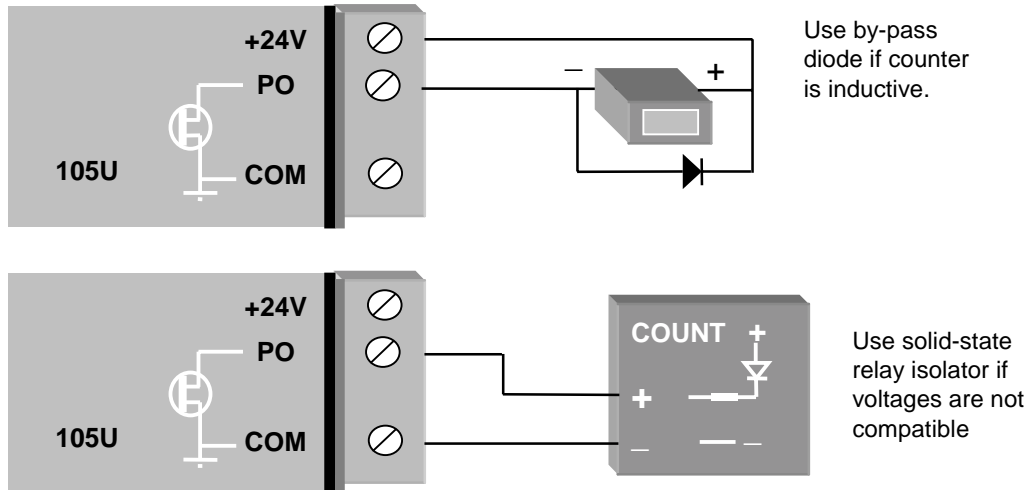 +24V
PO
105U
COM
– +
Use by-pass
diode if counter
is inductive.
+24V
PO
105U
COM
COUNT +
+
– –
Use solid-state
relay isolator if
voltages are not
compatible